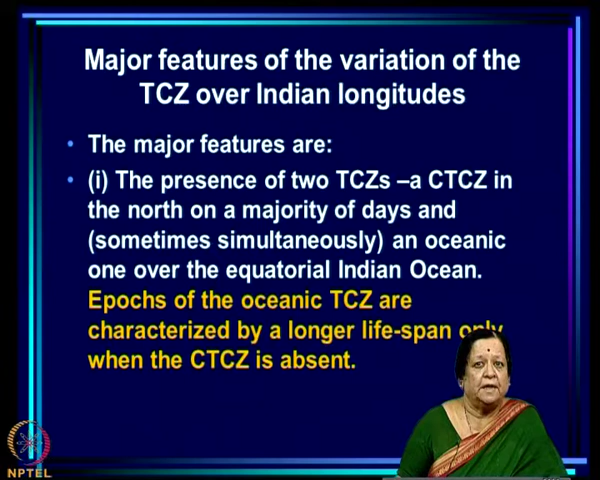 Major features of the variation of the
TCZ over Indian longitudes
• The major features are:
• (i) The presence of two TCZs –a CTCZ in
the north on a majority of days and
(sometimes simultaneously) an oceanic
one over the equatorial Indian Ocean.
Epochs of the oceanic TCZ are
characterized by a longer life-span only
when the CTCZ is absent.
NPTEL